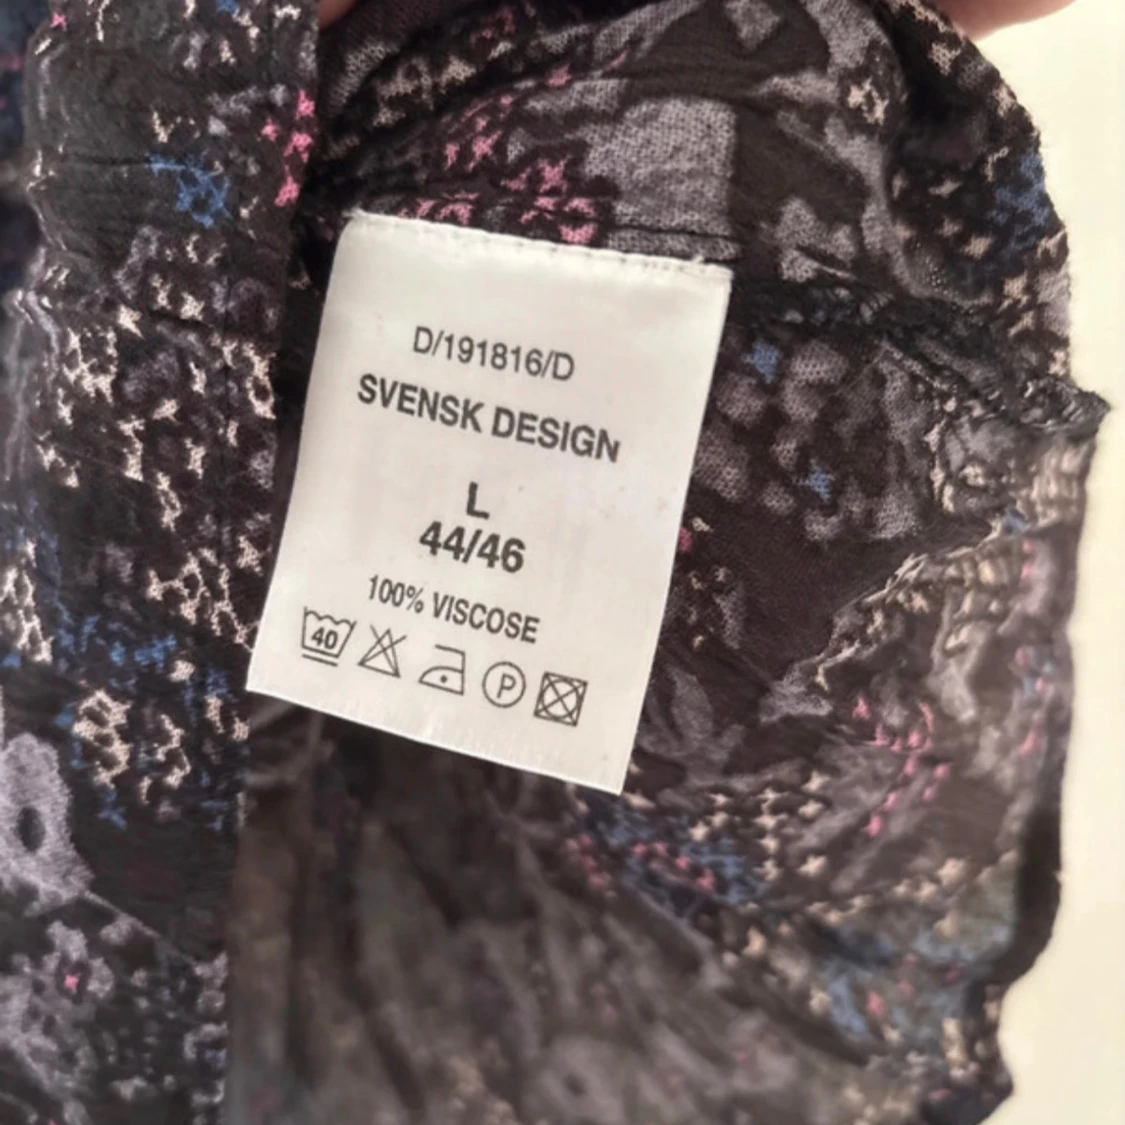 D/191816/D
SVENSK DESIGN
L
44/46
100% VISCOSE
40 P